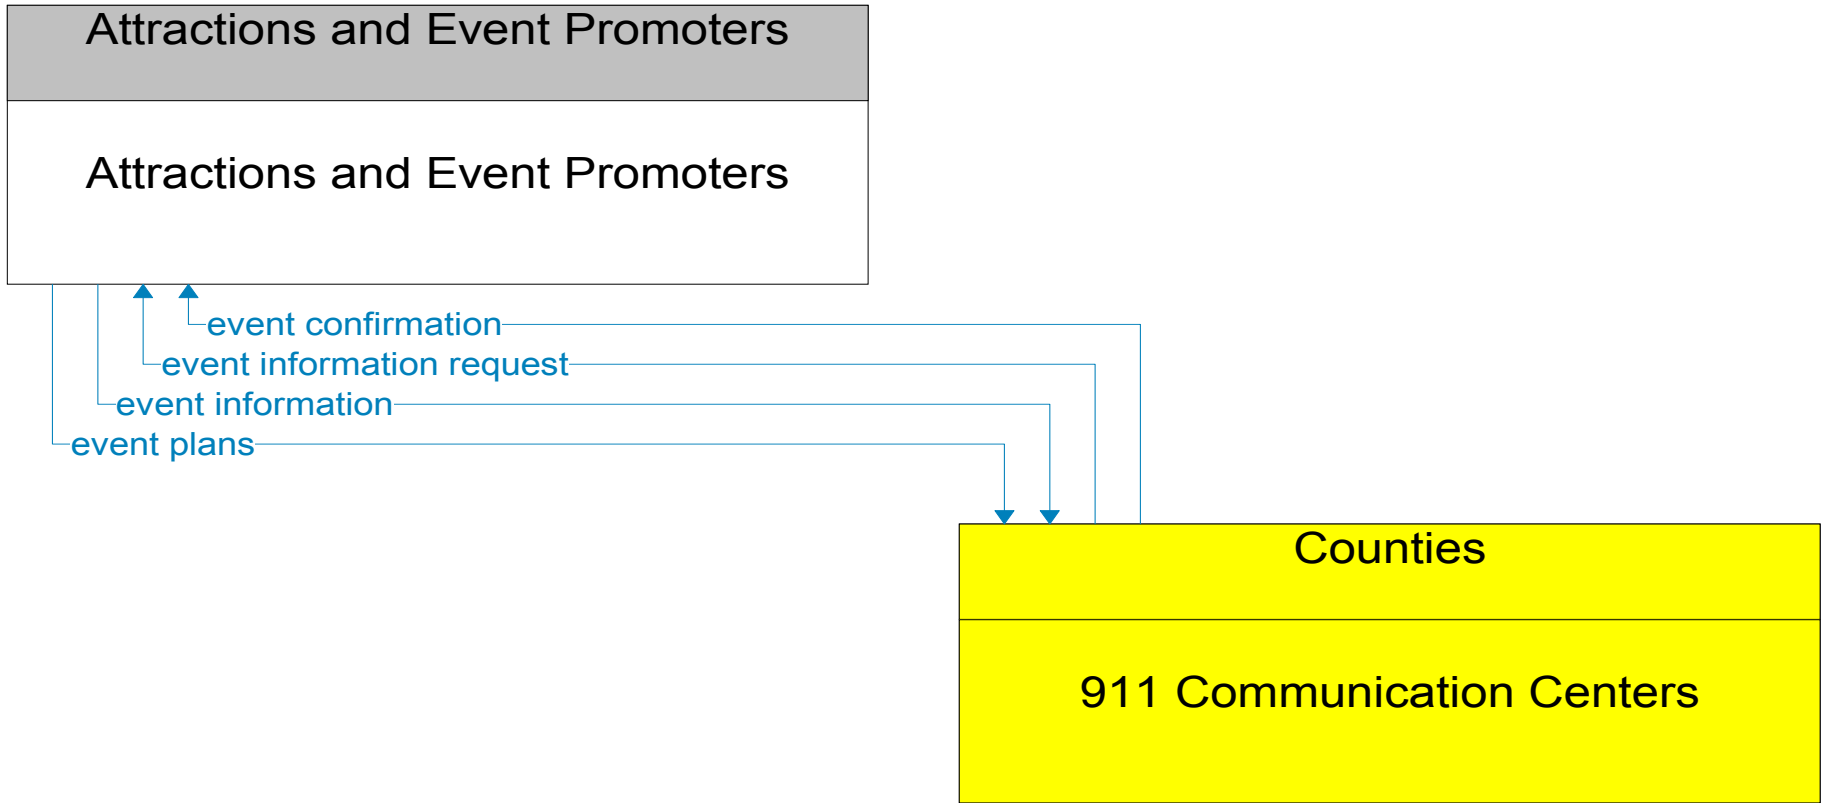 Attractions and Event Promoters
Attractions and Event Promoters
event confirmation
event information request
event information
event plans
Counties
911 Communication Centers